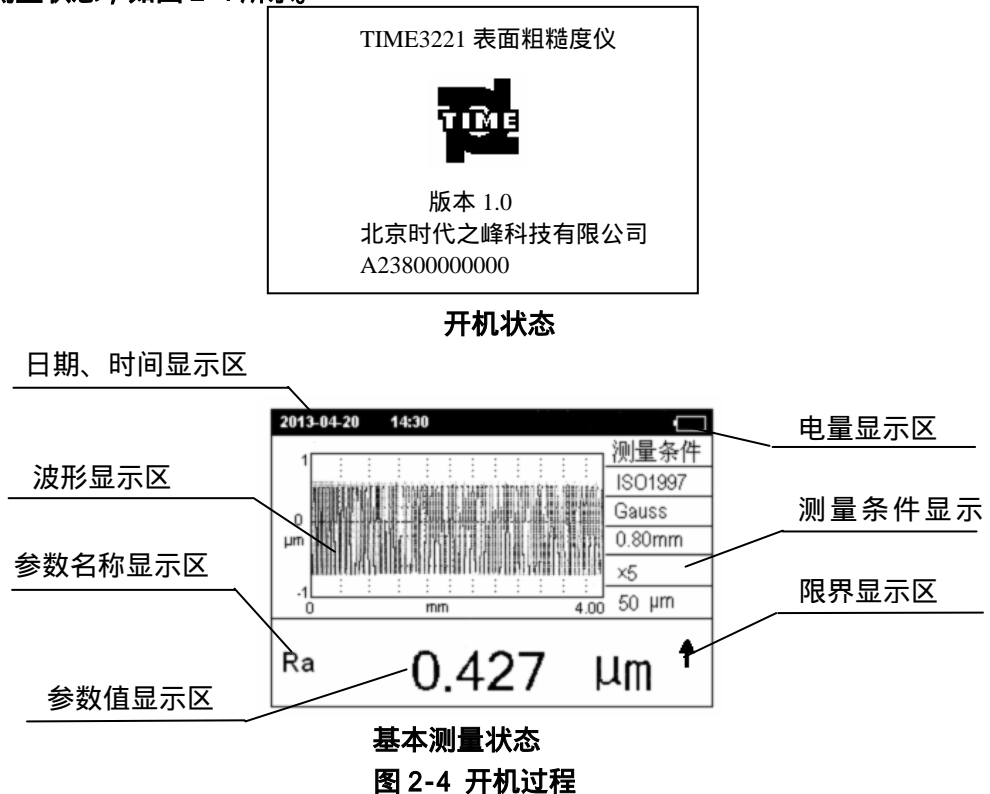 TIME3221 表面粗糙度仪
TIME
版本 1.0
北京时代之峰科技有限公司
A23800000000
开机状态
日期、时间显示区
2013-04-20 14:30
电量显示区
测量条件
1
ISO1997
波形显示区
Gauss
测量条件显示
0
μm
0.80mm
参数名称显示区
×5
-1
0 mm 4.00
50 μm
限界显示区
Ra 0.427 μm
参数值显示区
基本测量状态
图 2-4 开机过程